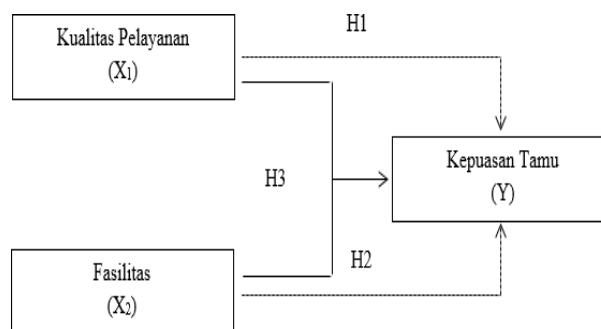 H1
Kualitas Pelayanan
(X₁)
Kepuasan Tamu
(Y)
H3
H2
Fasilitas
(X₂)